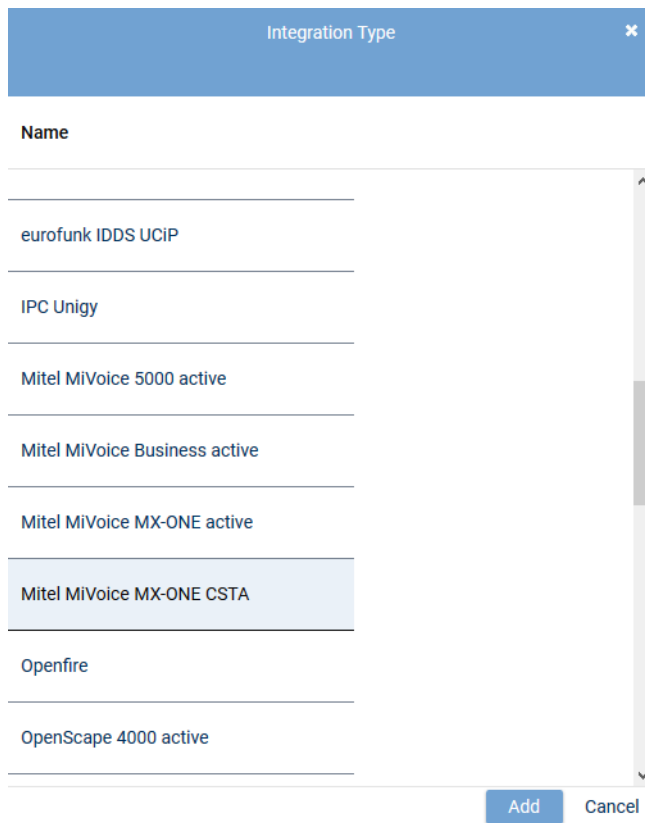 Integration Type
Name
eurofunk IDDS UCiP
IPC Unigy
Mitel MiVoice 5000 active
Mitel MiVoice Business active
Mitel MiVoice MX-ONE active
Mitel MiVoice MX-ONE CSTA
Openfire
OpenScape 4000 active
Add Cancel